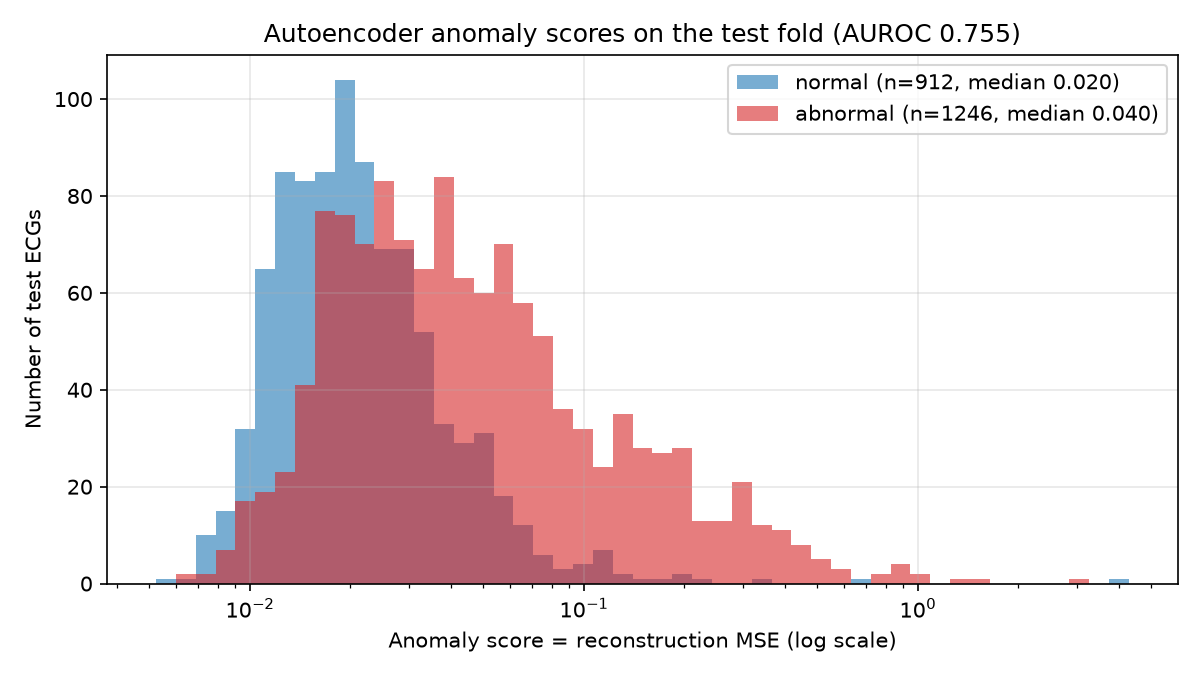 Autoencoder anomaly scores on the test fold (AUROC 0.755)
normal (n=912, median 0.020)
abnormal (n=1246, median 0.040)
Number of test ECGs
100
80
60
40
20
0
10⁻²
10⁻¹
10⁰
Anomaly score = reconstruction MSE (log scale)